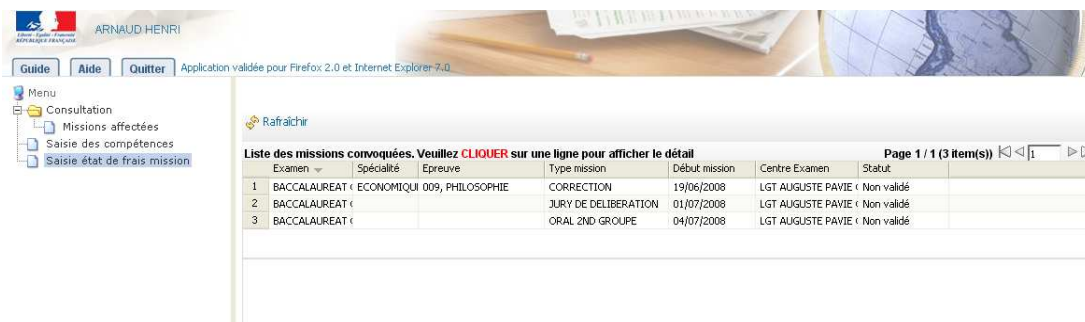 Liberté · Égalité · Fraternité
RÉPUBLIQUE FRANÇAISE
ARNAUD HENRI
Guide Aide Quitter Application validée pour Firefox 2.0 et Internet Explorer 7.0
Menu
Consultation
Missions affectées
Saisie des compétences
Saisie état de frais mission
Rafraîchir
Liste des missions convoquées. Veuillez CLIQUER sur une ligne pour afficher le détail Page 1 / 1 (3 item(s)) 1
Examen Spécialité Epreuve Type mission Début mission Centre Examen Statut
1 BACCALAUREAT ECONOMIQU 009, PHILOSOPHIE CORRECTION 19/06/2008 LGT AUGUSTE PAVIE Non validé
2 BACCALAUREAT JURY DE DELIBERATION 01/07/2008 LGT AUGUSTE PAVIE Non validé
3 BACCALAUREAT ORAL 2ND GROUPE 04/07/2008 LGT AUGUSTE PAVIE Non validé